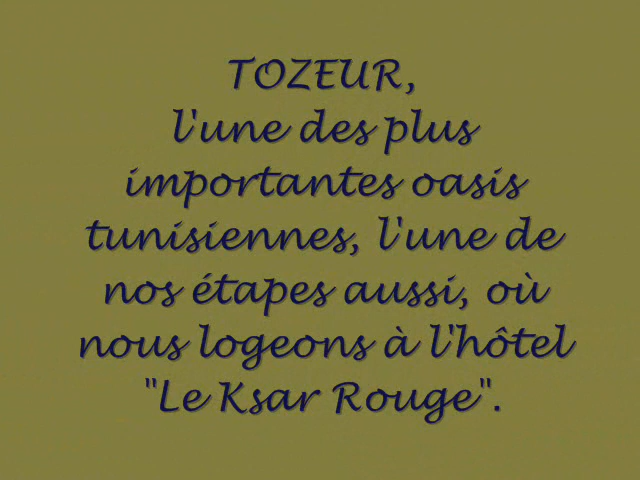 TOZEUR,
l'une des plus
importantes oasis
tunisiennes, l'une de
nos étapes aussi, où
nous logeons à l'hôtel
"Le Ksar Rouge".